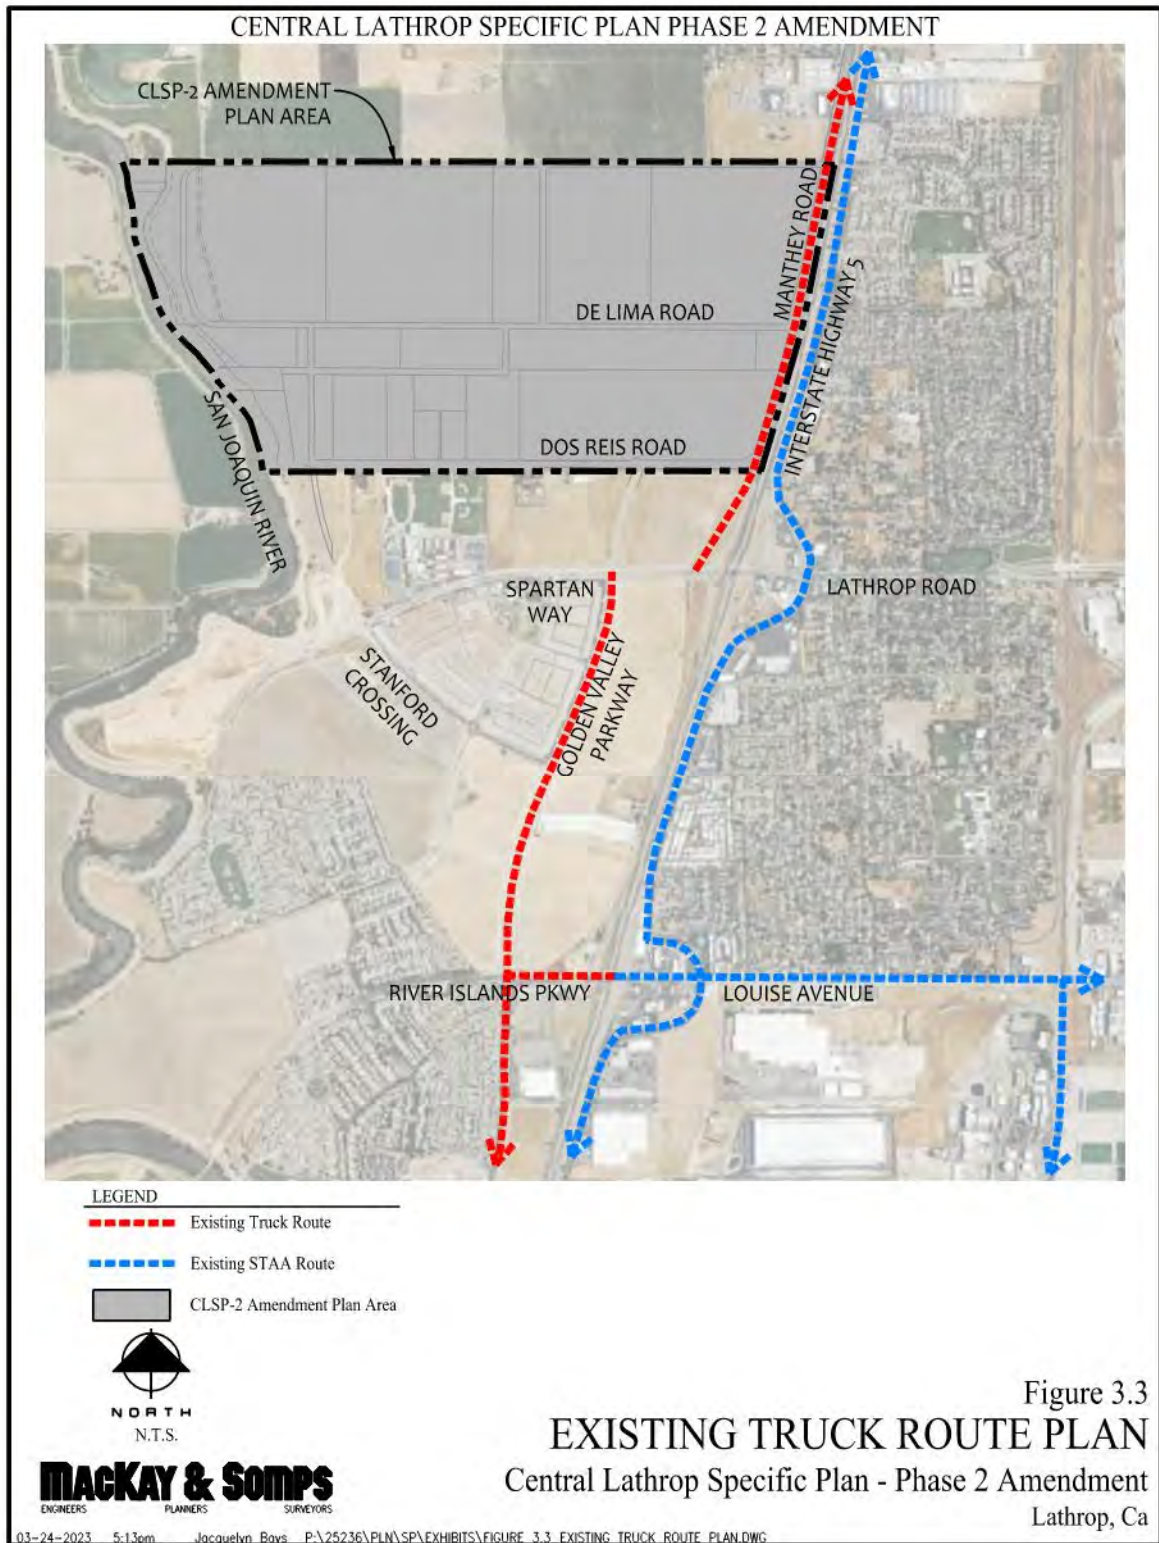 CENTRAL LATHROP SPECIFIC PLAN PHASE 2 AMENDMENT
CLSP-2 AMENDMENT
PLAN AREA
MANTHEY ROAD
INTERSTATE HIGHWAY 5
DE LIMA ROAD
SAN JOAQUIN RIVER
DOS REIS ROAD
SPARTAN
WAY
LATHROP ROAD
STANFORD
CROSSING
GOLDEN VALLEY
PARKWAY
RIVER ISLANDS PKWY
LOUISE AVENUE
LEGEND
Existing Truck Route
Existing STAA Route
CLSP-2 Amendment Plan Area
NORTH
N.T.S.
Figure 3.3
EXISTING TRUCK ROUTE PLAN
Central Lathrop Specific Plan - Phase 2 Amendment
Lathrop, Ca
MACKAY & SOMPS
ENGINEERS PLANNERS SURVEYORS
03-24-2023 5:13pm Jacquelyn Bays P:\25236\PLN\SP\EXHIBITS\FIGURE 3.3 EXISTING TRUCK ROUTE PLAN.DWG